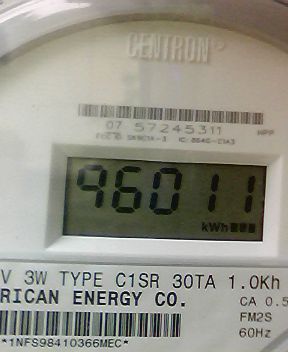 CENTRON®
07 57245311 HPP
96011
kWh
V 3W TYPE C1SR 30TA 1.0Kh
RICAN ENERGY CO. CA 0.5
FM2S
60Hz
*1NFS98410366MEC*